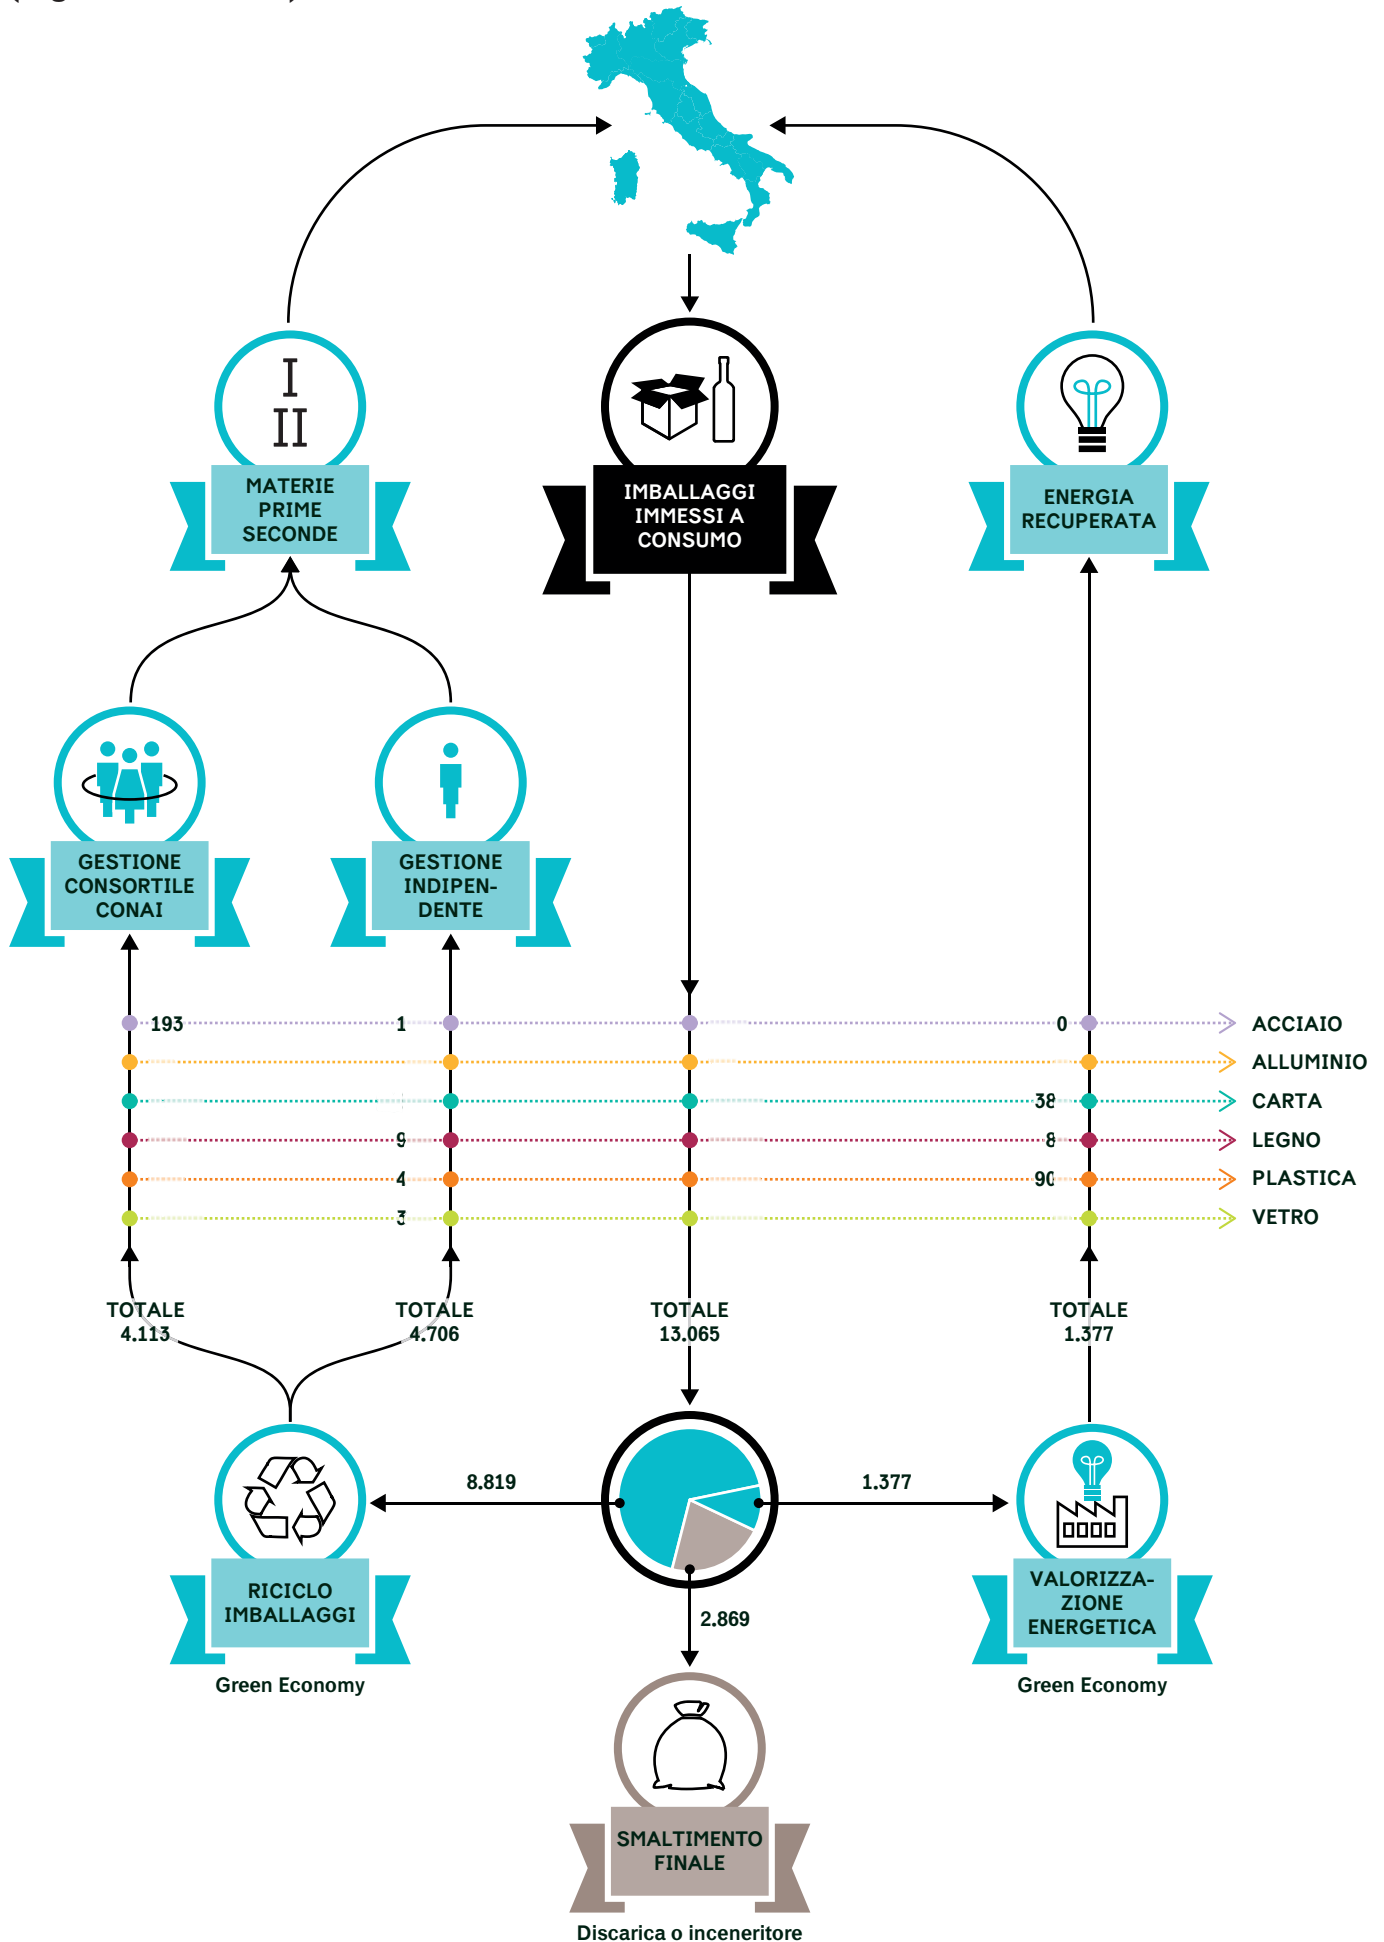 I
II
MATERIE
PRIME
SECONDE
IMBALLAGGI
IMMESSI A
CONSUMO
ENERGIA
RECUPERATA
GESTIONE
CONSORTILE
CONAI
GESTIONE
INDIPEN-
DENTE
193 1 0 ACCIAIO
ALLUMINIO
38 CARTA
9 8 LEGNO
4 90 PLASTICA
3 VETRO
TOTALE
4.113
TOTALE
4.706
TOTALE
13.065
TOTALE
1.377
8.819
1.377
2.869
RICICLO
IMBALLAGGI
Green Economy
VALORIZZA-
ZIONE
ENERGETICA
Green Economy
SMALTIMENTO
FINALE
Discarica o inceneritore